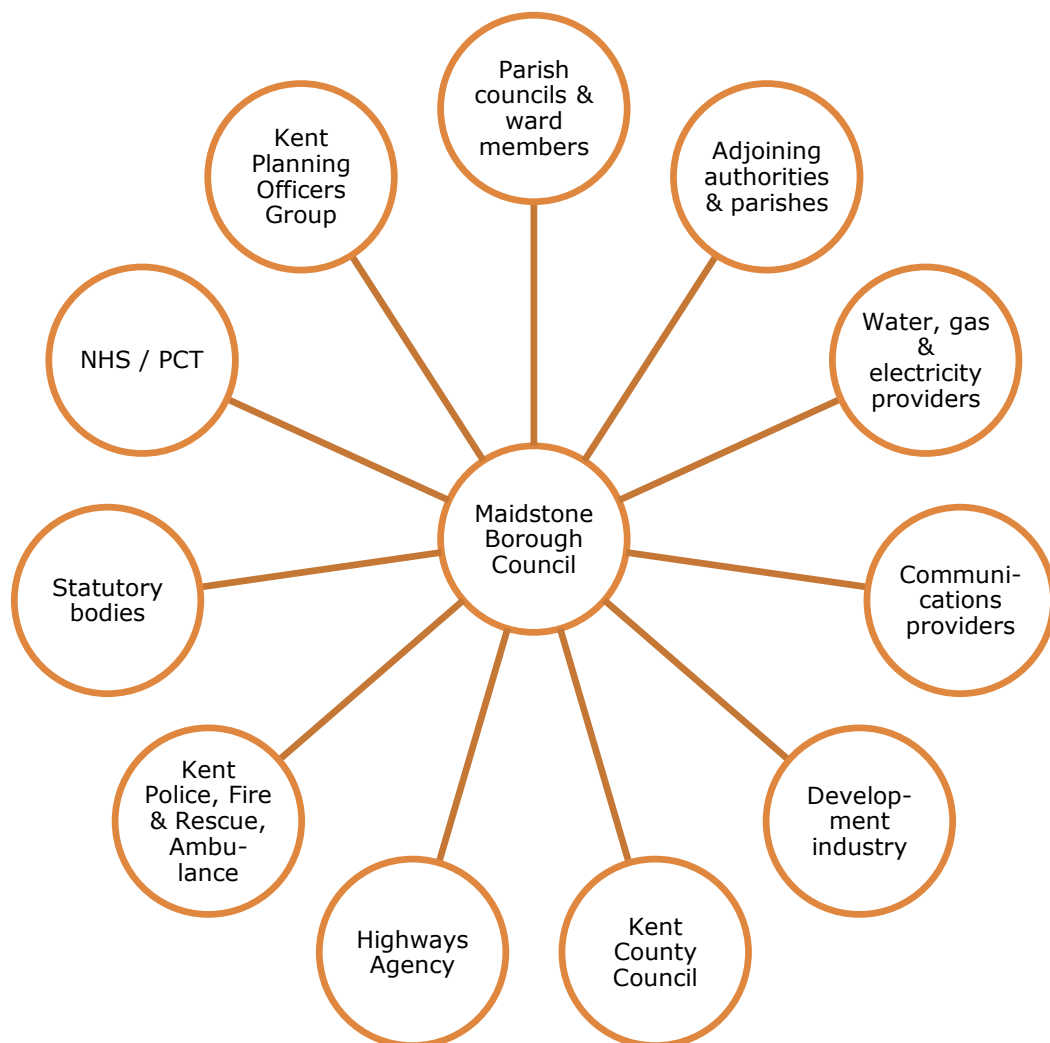 Parish
councils &
ward
members
Adjoining
authorities
& parishes
Water, gas
&
electricity
providers
Communi-
cations
providers
Develop-
ment
industry
Kent
County
Council
Highways
Agency
Kent
Police, Fire
& Rescue,
Ambu-
lance
Statutory
bodies
NHS / PCT
Kent
Planning
Officers
Group
Maidstone
Borough
Council